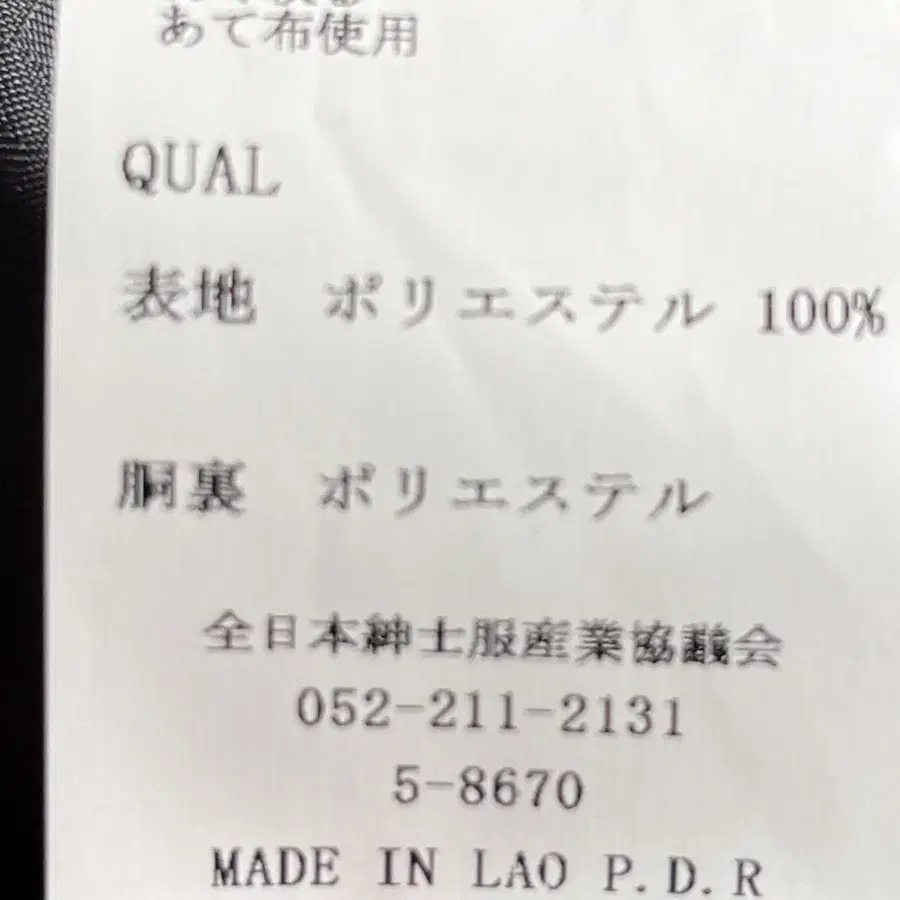 あて布使用
QUAL
表地 ポリエステル 100%
胴裏 ポリエステル
全日本紳士服産業協議会
052-211-2131
5-8670
MADE IN LAO P.D.R